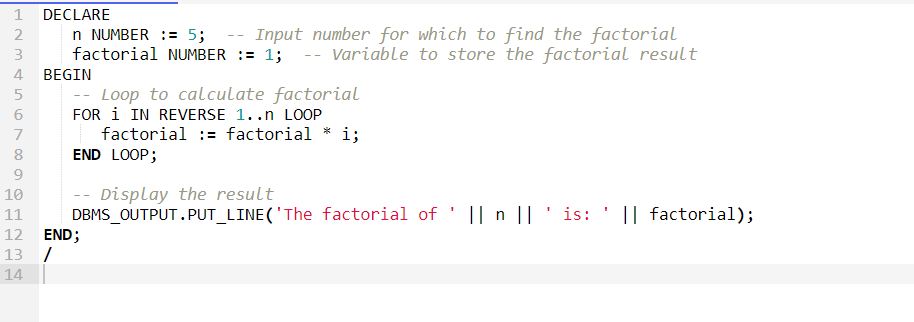 1 DECLARE
2    n NUMBER := 5;  -- Input number for which to find the factorial
3    factorial NUMBER := 1;  -- Variable to store the factorial result
4 BEGIN
5    -- Loop to calculate factorial
6    FOR i IN REVERSE 1..n LOOP
7       factorial := factorial * i;
8    END LOOP;
9
10    -- Display the result
11    DBMS_OUTPUT.PUT_LINE('The factorial of ' || n || ' is: ' || factorial);
12 END;
13 /
14